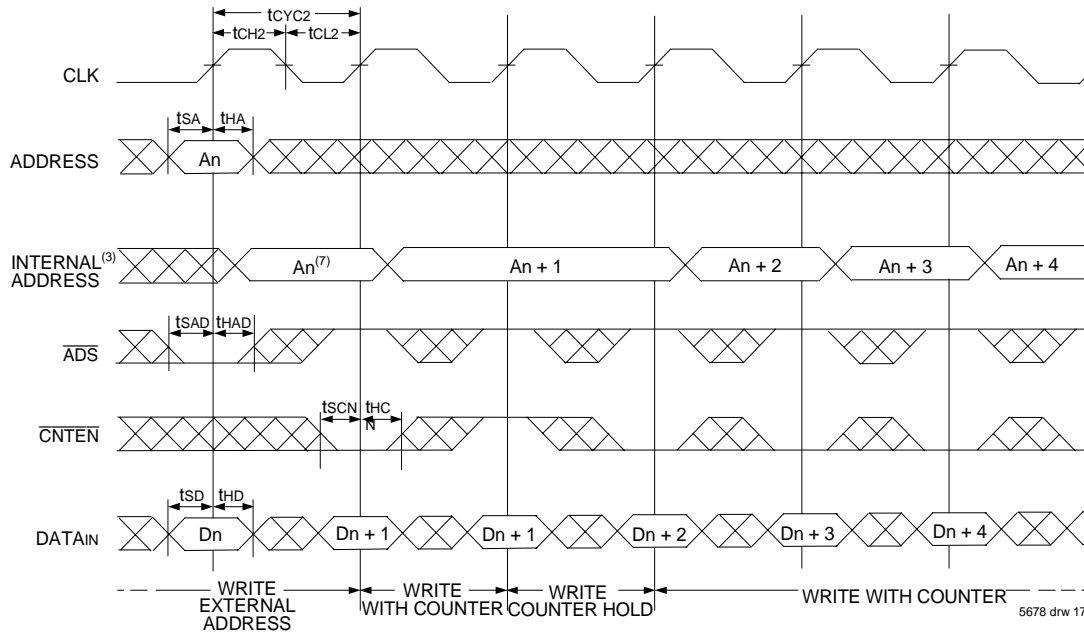 tCYC2
tCH2 tCL2
CLK
tSA tHA
ADDRESS An
INTERNAL(3)
ADDRESS
An(7) An + 1 An + 2 An + 3 An + 4
tSAD tHAD
ADS
tSCN tHC
N
CNTEN
tSD tHD
DATAIN Dn Dn + 1 Dn + 1 Dn + 2 Dn + 3 Dn + 4
WRITE
EXTERNAL
ADDRESS
WRITE
WITH COUNTER
WRITE
COUNTER HOLD
WRITE WITH COUNTER
5678 drw 17